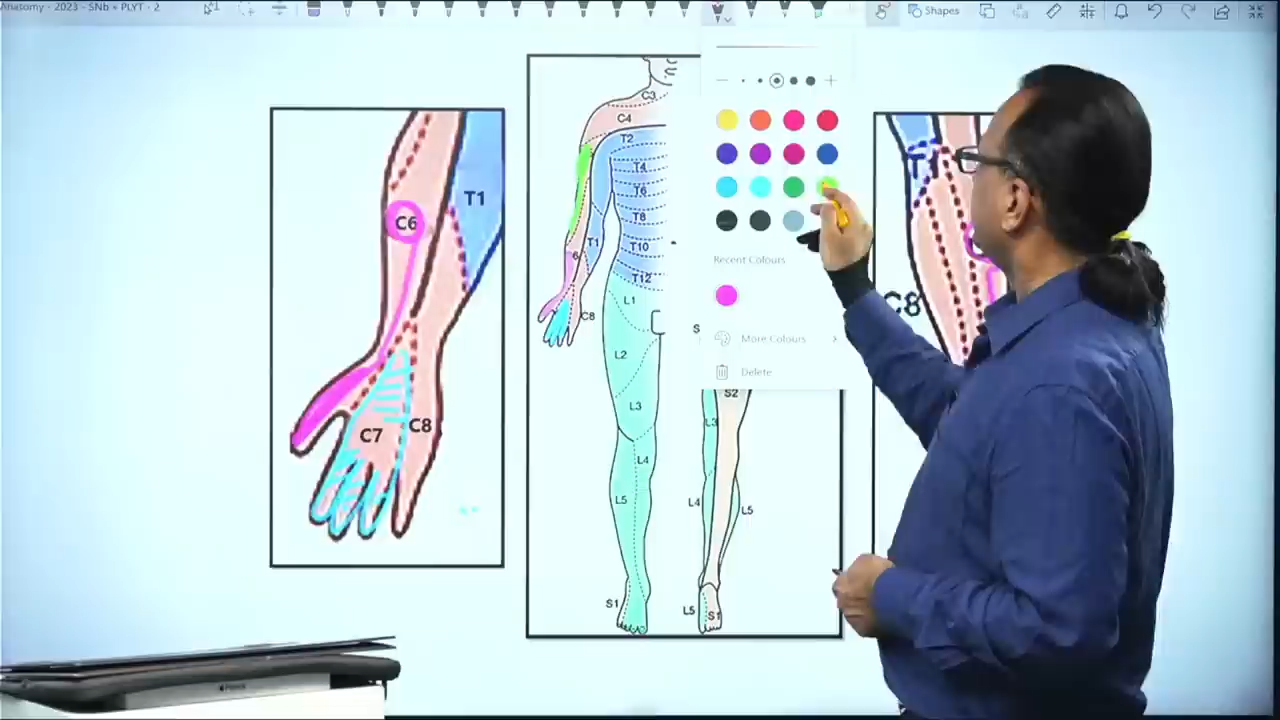 Anatomy - 2023 - SNb + PLYT - 2
Shapes
C6
T1
C7
C8
C3
C4
T2
T4
T6
T8
T1
T10
6
T12
L1
C8
L2
L3
L4
L5
S1
S
S2
L3
L4
L5
L5
S1
Recent Colours
More Colours
Delete
C8